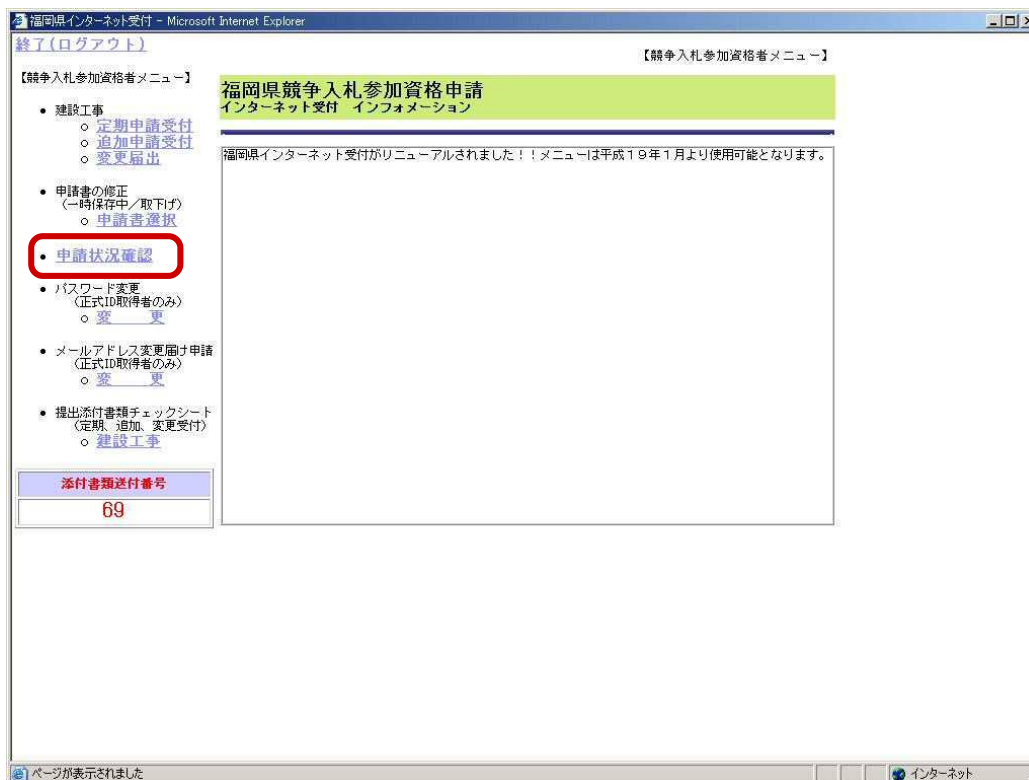 福岡県インターネット受付 - Microsoft Internet Explorer
終了(ログアウト)
【競争入札参加資格者メニュー】
【競争入札参加資格者メニュー】
• 建設工事
○ 定期申請受付
○ 追加申請受付
○ 変更届出
• 申請書の修正
(一時保存中/取下げ)
○ 申請書選択
• 申請状況確認
• パスワード変更
(正式ID取得者のみ)
○ 変　　更
• メールアドレス変更届け申請
(正式ID取得者のみ)
○ 変　　更
• 提出添付書類チェックシート
(定期、追加、変更受付)
○ 建設工事
添付書類送付番号
69
福岡県競争入札参加資格申請
インターネット受付　インフォメーション
福岡県インターネット受付がリニューアルされました!!メニューは平成19年1月より使用可能となります。
ページが表示されました
インターネット